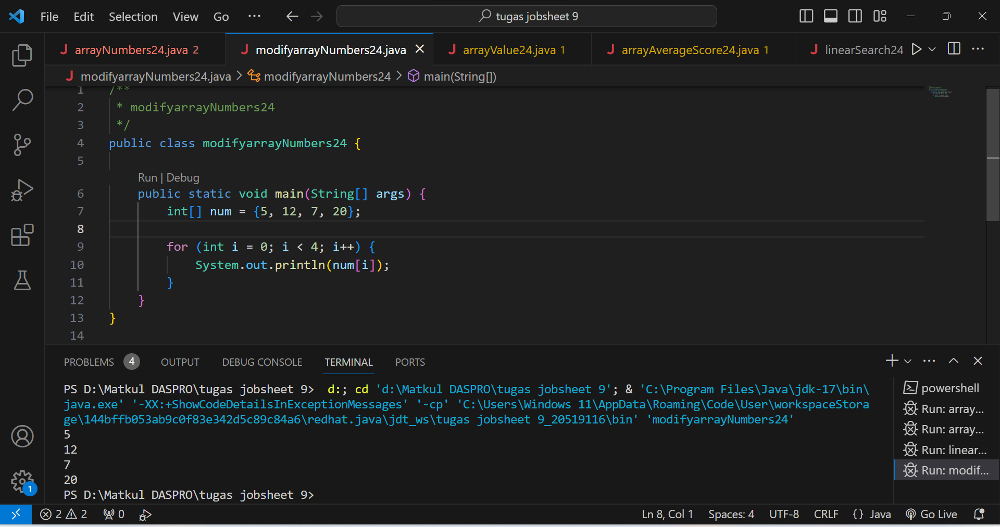 File Edit Selection View Go ··· tugas jobsheet 9
arrayNumbers24.java 2 modifyarrayNumbers24.java arrayValue24.java 1 arrayAverageScore24.java 1 linearSearch24
modifyarrayNumbers24.java > modifyarrayNumbers24 > main(String[])
1 /**
2 * modifyarrayNumbers24
3 */
4 public class modifyarrayNumbers24 {
5
Run | Debug
6 public static void main(String[] args) {
7 int[] num = {5, 12, 7, 20};
8
9 for (int i = 0; i < 4; i++) {
10 System.out.println(num[i]);
11 }
12 }
13 }
14
PROBLEMS 4 OUTPUT DEBUG CONSOLE TERMINAL PORTS
PS D:\Matkul DASPRO\tugas jobsheet 9>  d:; cd 'd:\Matkul DASPRO\tugas jobsheet 9'; & 'C:\Program Files\Java\jdk-17\bin\
java.exe' '-XX:+ShowCodeDetailsInExceptionMessages' '-cp' 'C:\Users\Windows 11\AppData\Roaming\Code\User\workspaceStora
ge\144bffb053ab9c0f83e342d5c89c84a6\redhat.java\jdt_ws\tugas jobsheet 9_20519116\bin' 'modifyarrayNumbers24'
5
12
7
20
PS D:\Matkul DASPRO\tugas jobsheet 9>
powershell
Run: array...
Run: array...
Run: linear...
Run: modif...
1
2 2 0 Ln 8, Col 1 Spaces: 4 UTF-8 CRLF {} Java Go Live